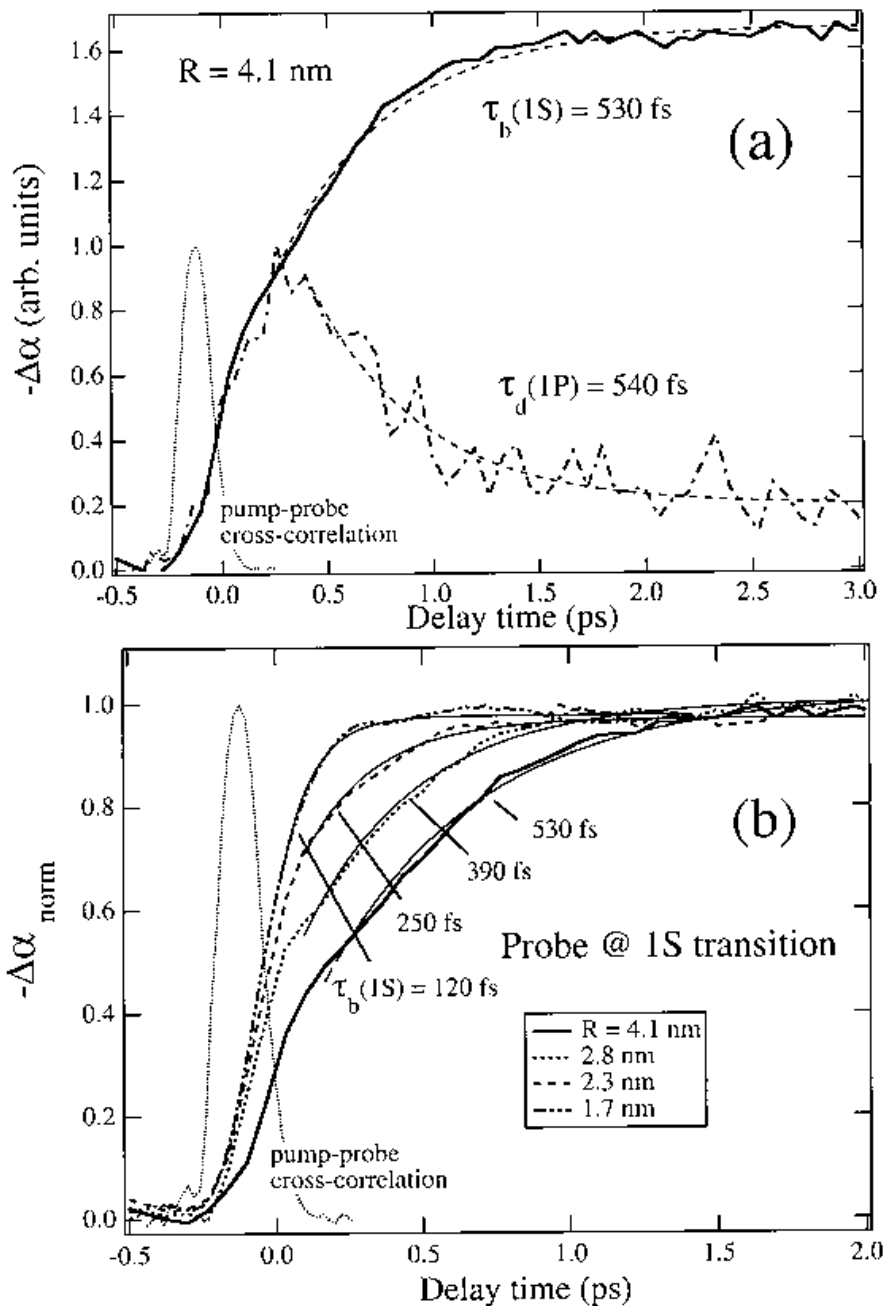 R = 4.1 nm
τb(1S) = 530 fs
(a)
τd(1P) = 540 fs
pump-probe
cross-correlation
-Δα (arb. units)
1.6
1.4
1.2
1.0
0.8
0.6
0.4
0.2
0.0
-0.5 0.0 0.5 1.0 1.5 2.0 2.5 3.0
Delay time (ps)
-Δα norm
1.0
0.8
0.6
0.4
0.2
0.0
(b)
530 fs
390 fs
250 fs
τb(1S) = 120 fs
Probe @ 1S transition
R = 4.1 nm
2.8 nm
2.3 nm
1.7 nm
pump-probe
cross-correlation
-0.5 0.0 0.5 1.0 1.5 2.0
Delay time (ps)